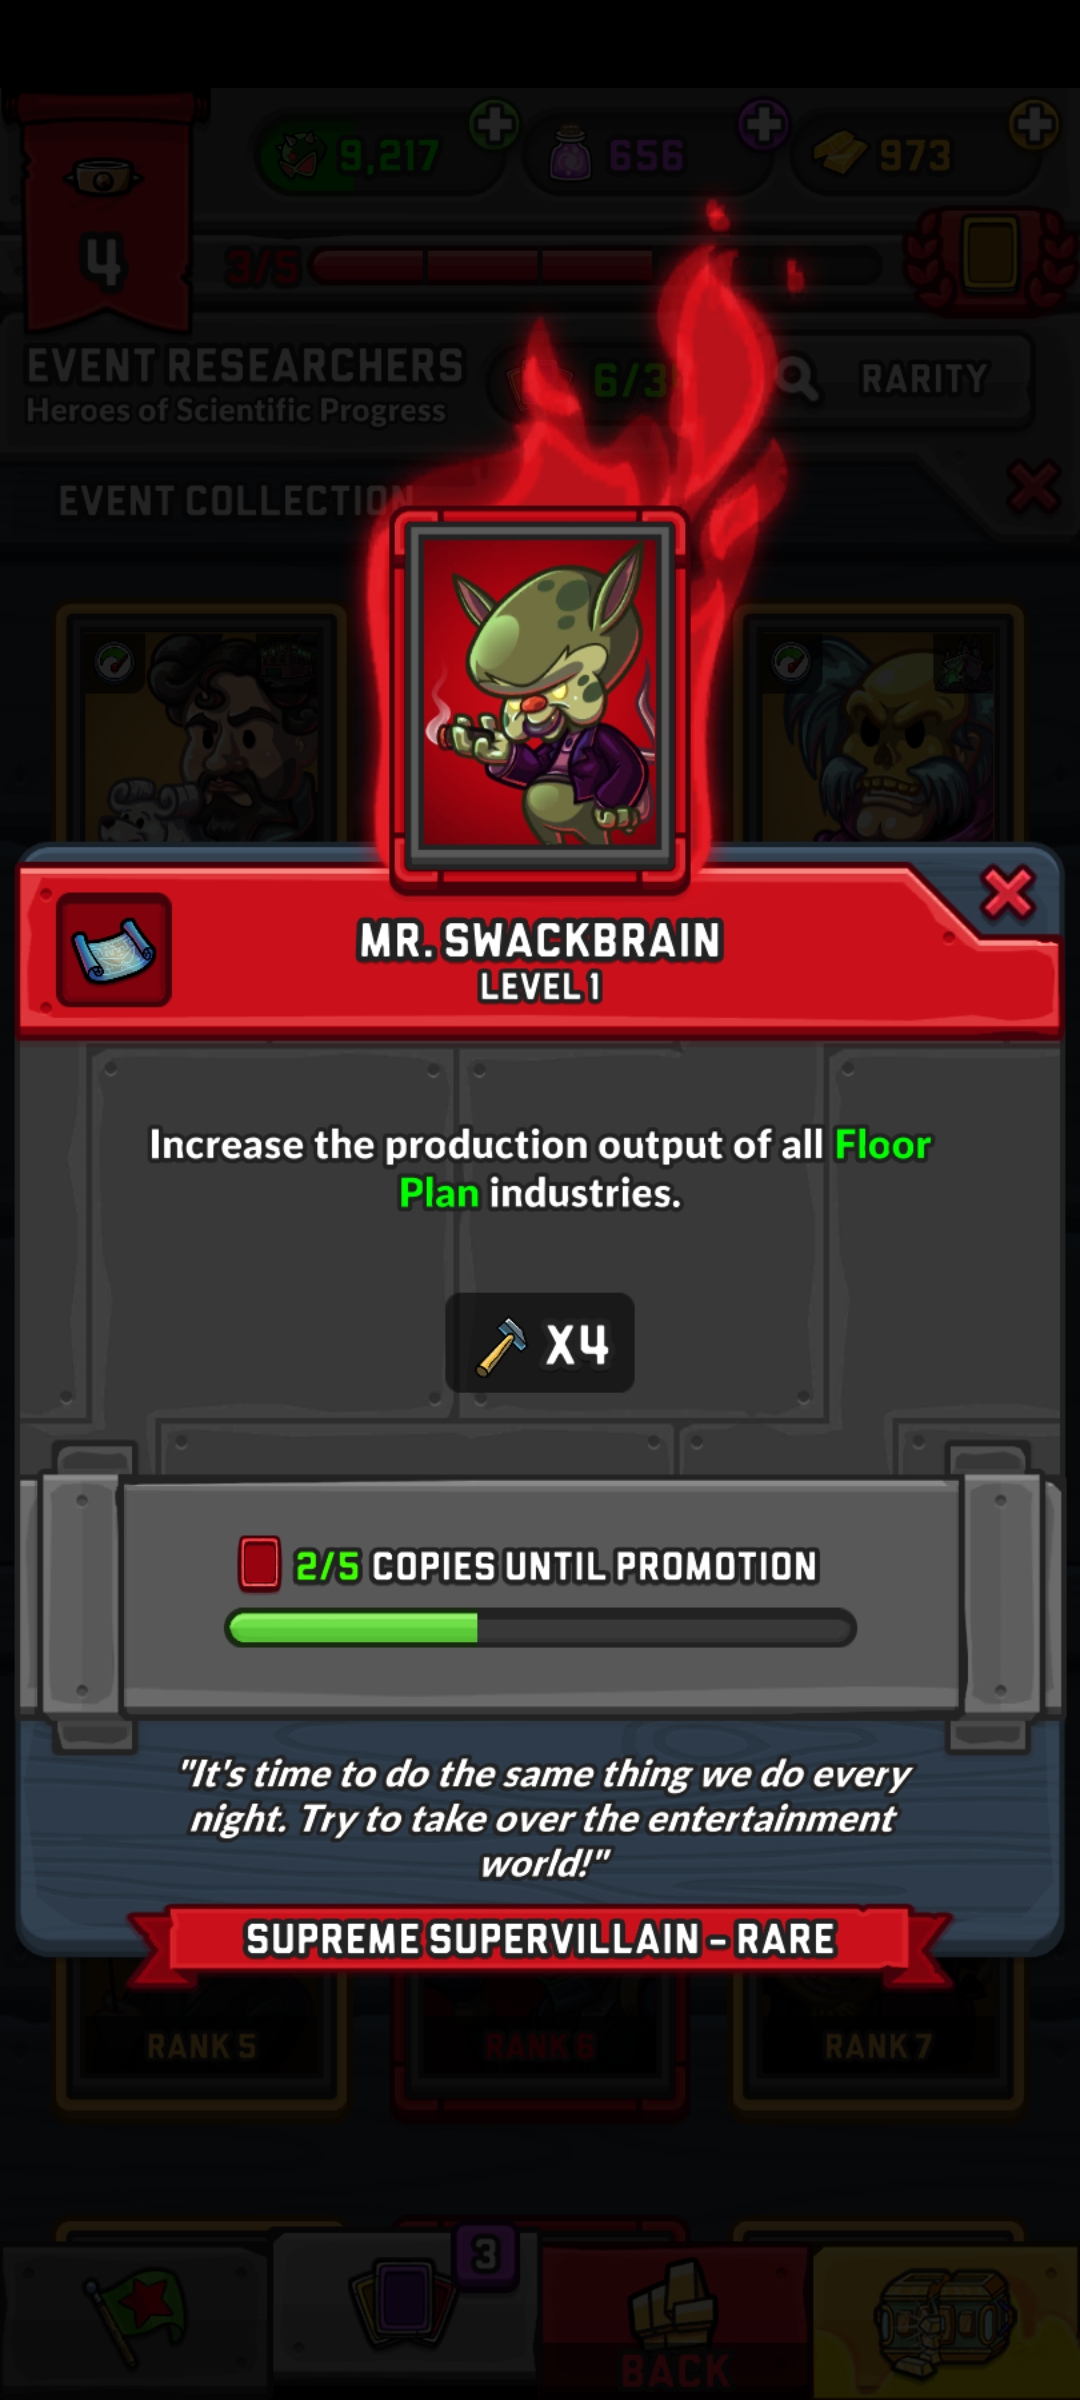 9,217
656
973
4
3/5
EVENT RESEARCHERS
6/3
RARITY
Heroes of Scientific Progress
EVENT COLLECTION
MR. SWACKBRAIN
LEVEL 1
Increase the production output of all Floor
Plan industries.
X4
2/5 COPIES UNTIL PROMOTION
"It's time to do the same thing we do every
night. Try to take over the entertainment
world!"
SUPREME SUPERVILLAIN - RARE
RANK 5
RANK 6
RANK 7
3
BACK